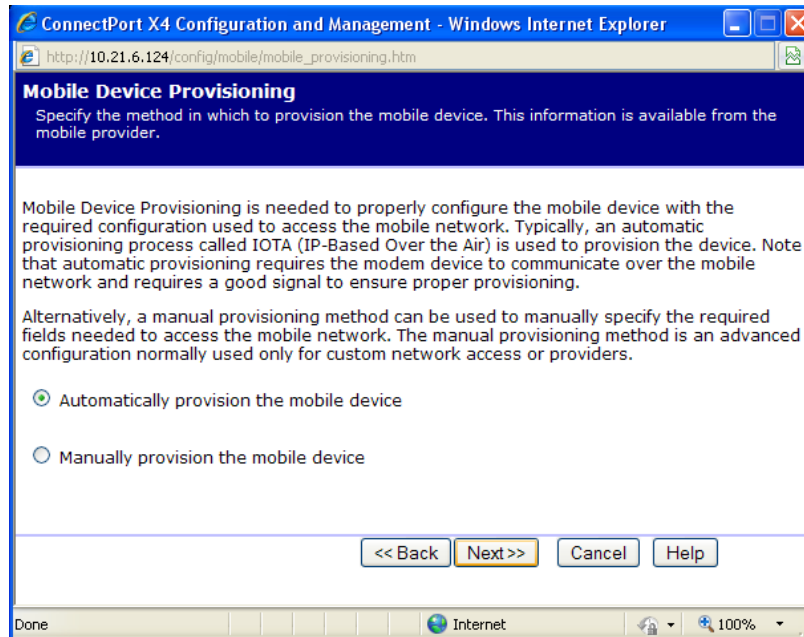 ConnectPort X4 Configuration and Management - Windows Internet Explorer
http://10.21.6.124/config/mobile/mobile_provisioning.htm
Mobile Device Provisioning
Specify the method in which to provision the mobile device. This information is available from the
mobile provider.
Mobile Device Provisioning is needed to properly configure the mobile device with the
required configuration used to access the mobile network. Typically, an automatic
provisioning process called IOTA (IP-Based Over the Air) is used to provision the device. Note
that automatic provisioning requires the modem device to communicate over the mobile
network and requires a good signal to ensure proper provisioning.
Alternatively, a manual provisioning method can be used to manually specify the required
fields needed to access the mobile network. The manual provisioning method is an advanced
configuration normally used only for custom network access or providers.
Automatically provision the mobile device
Manually provision the mobile device
<< Back Next >> Cancel Help
Done Internet 100%